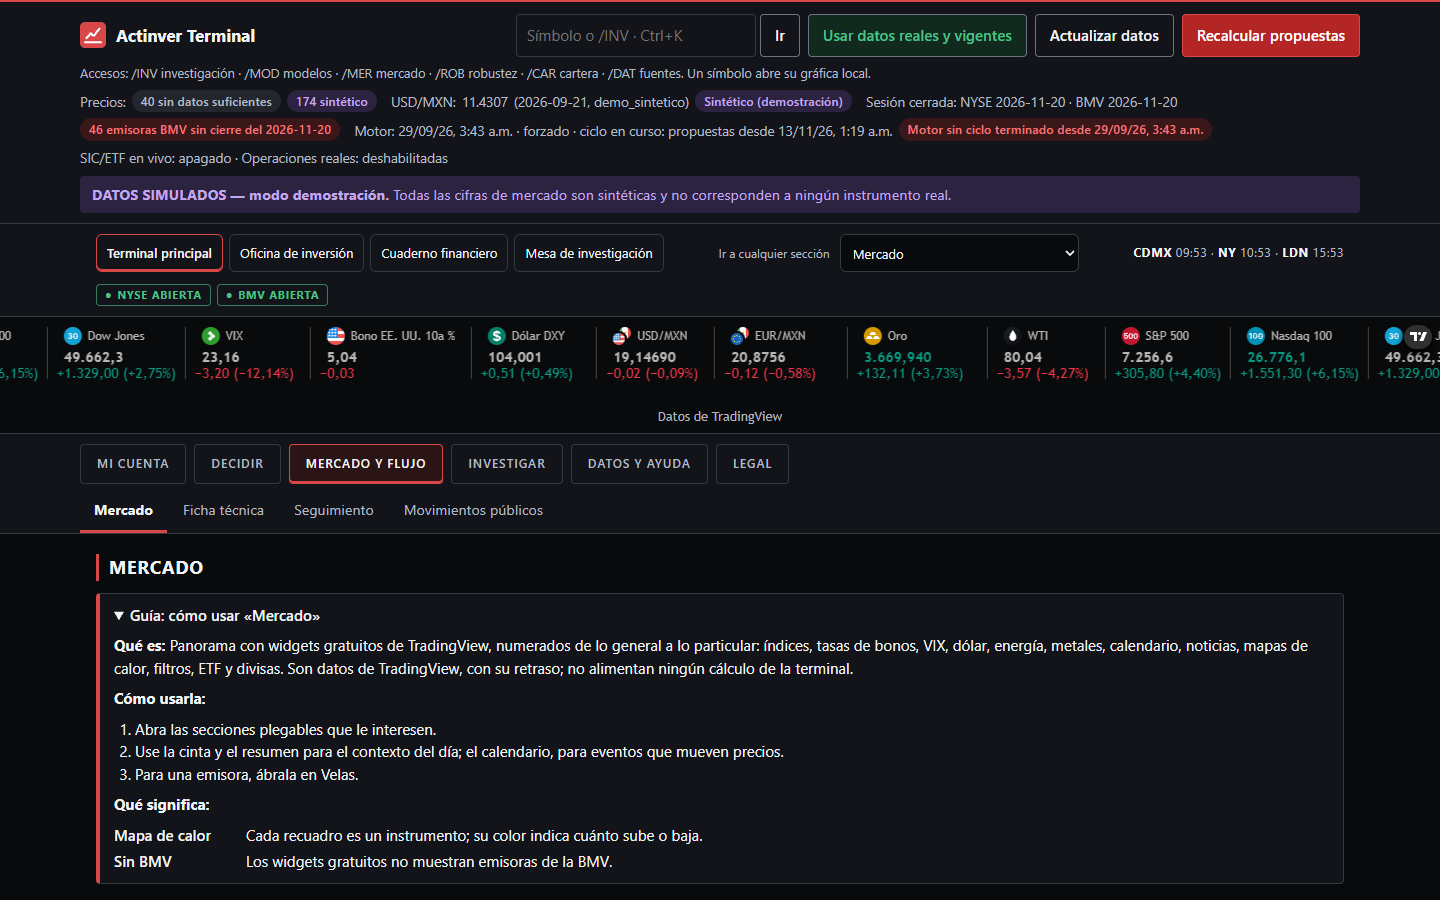 Actinver Terminal
Símbolo o /INV · Ctrl+K
Ir
Usar datos reales y vigentes
Actualizar datos
Recalcular propuestas
Accesos: /INV investigación · /MOD modelos · /MER mercado · /ROB robustez · /CAR cartera · /DAT fuentes. Un símbolo abre su gráfica local.
Precios: 40 sin datos suficientes 174 sintético USD/MXN: 11.4307 (2026-09-21, demo_sintetico) Sintético (demostración) Sesión cerrada: NYSE 2026-11-20 · BMV 2026-11-20
46 emisoras BMV sin cierre del 2026-11-20 Motor: 29/09/26, 3:43 a.m. · forzado · ciclo en curso: propuestas desde 13/11/26, 1:19 a.m. Motor sin ciclo terminado desde 29/09/26, 3:43 a.m.
SIC/ETF en vivo: apagado · Operaciones reales: deshabilitadas
DATOS SIMULADOS — modo demostración. Todas las cifras de mercado son sintéticas y no corresponden a ningún instrumento real.
Terminal principal
Oficina de inversión
Cuaderno financiero
Mesa de investigación
Ir a cualquier sección
Mercado
CDMX 09:53 · NY 10:53 · LDN 15:53
• NYSE ABIERTA
• BMV ABIERTA
00
6,15%)
30 Dow Jones
49.662,3
+1.329,00 (+2,75%)
VIX
23,16
−3,20 (−12,14%)
Bono EE. UU. 10a %
5,04
−0,03
Dólar DXY
104,001
+0,51 (+0,49%)
USD/MXN
19,14690
−0,02 (−0,09%)
EUR/MXN
20,8756
−0,12 (−0,58%)
Oro
3.669,940
+132,11 (+3,73%)
WTI
80,04
−3,57 (−4,27%)
500 S&P 500
7.256,6
+305,80 (+4,40%)
100 Nasdaq 100
26.776,1
+1.551,30 (+6,15%)
30
49.662,3
+1.329,00
Datos de TradingView
MI CUENTA
DECIDIR
MERCADO Y FLUJO
INVESTIGAR
DATOS Y AYUDA
LEGAL
Mercado
Ficha técnica
Seguimiento
Movimientos públicos
MERCADO
▼ Guía: cómo usar «Mercado»
Qué es: Panorama con widgets gratuitos de TradingView, numerados de lo general a lo particular: índices, tasas de bonos, VIX, dólar, energía, metales, calendario, noticias, mapas de
calor, filtros, ETF y divisas. Son datos de TradingView, con su retraso; no alimentan ningún cálculo de la terminal.
Cómo usarla:
1. Abra las secciones plegables que le interesen.
2. Use la cinta y el resumen para el contexto del día; el calendario, para eventos que mueven precios.
3. Para una emisora, ábrala en Velas.
Qué significa:
Mapa de calor Cada recuadro es un instrumento; su color indica cuánto sube o baja.
Sin BMV Los widgets gratuitos no muestran emisoras de la BMV.